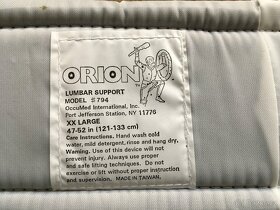 ORION
LUMBAR SUPPORT
MODEL S794
OccuMed International, Inc.
Port Jefferson Station, NY 11776
XX LARGE
47-52 in (121-133 cm)
Care Instructions. Hand wash cold
water, mild detergent, rinse and hang dry.
Warning. Use of this device will not
prevent injury. Always use proper
and safe lifting techniques. Do not
exercise or lift without proper instruction
and supervision. MADE IN TAIWAN.